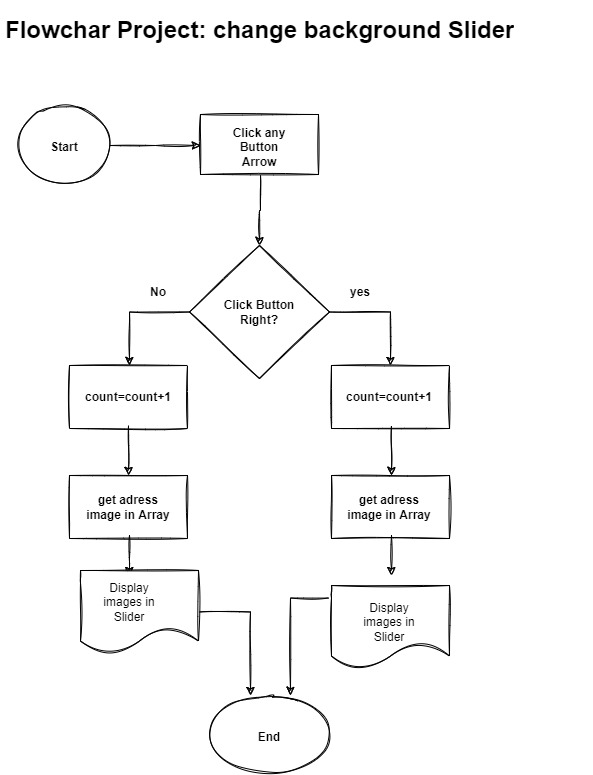 Flowchar Project: change background Slider
Start
Click any
Button
Arrow
No
Click Button
Right?
yes
count=count+1
count=count+1
get adress
image in Array
get adress
image in Array
Display
images in
Slider
Display
images in
Slider
End